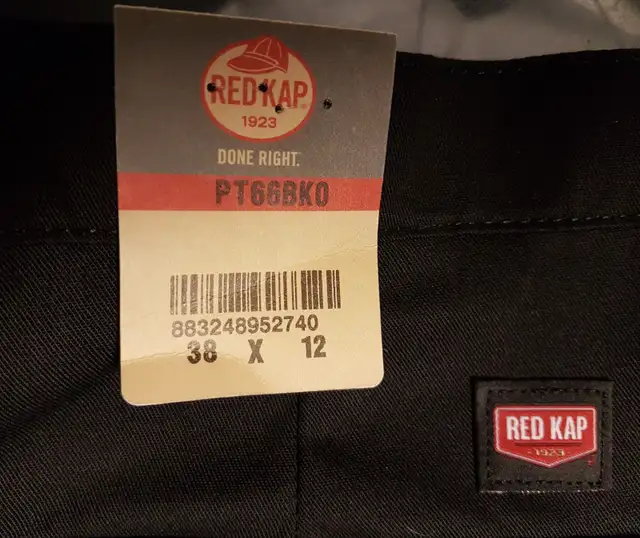 RED KAP
1923
DONE RIGHT.
PT66BK0
883248952740
38 X 12
RED KAP
-1923-